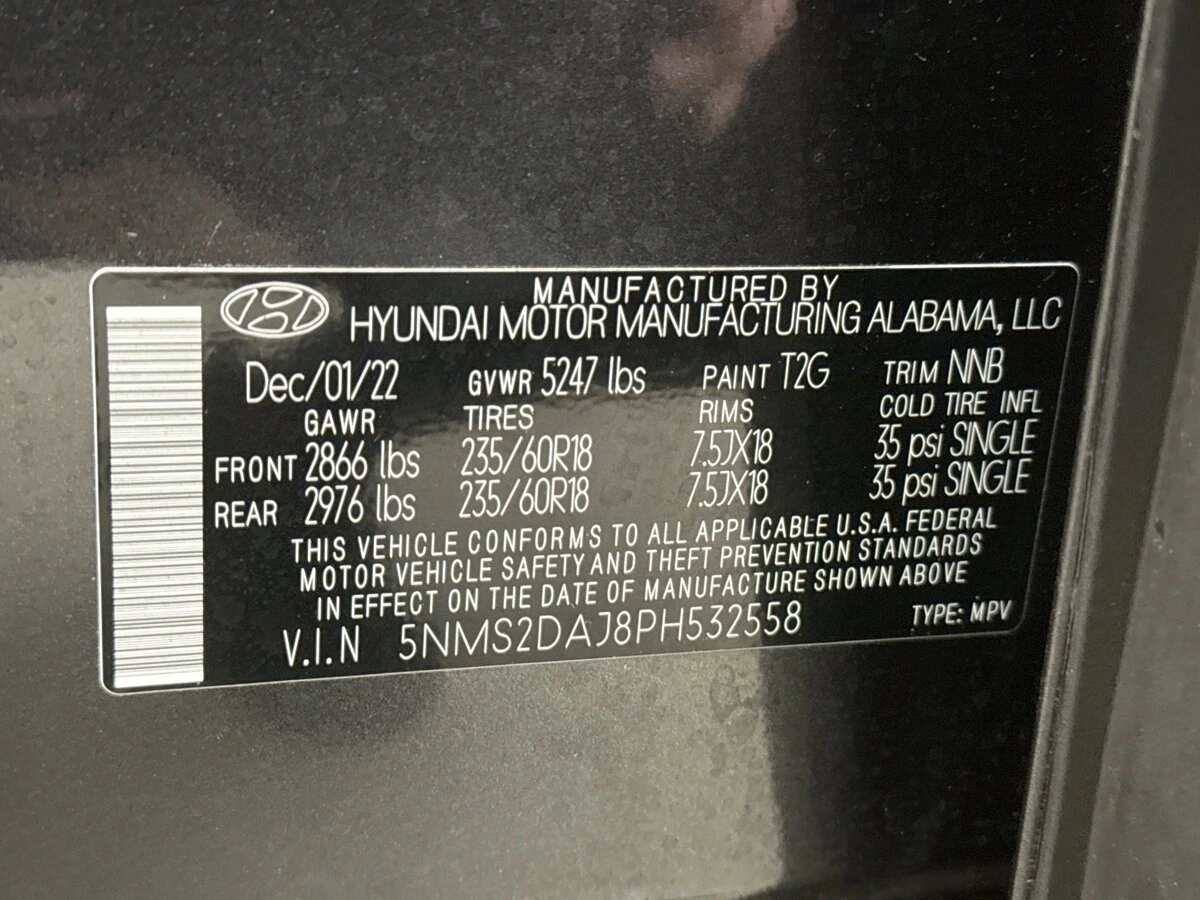 MANUFACTURED BY
HYUNDAI MOTOR MANUFACTURING ALABAMA, LLC
Dec/01/22 GVWR 5247 lbs PAINT T2G TRIM NNB
GAWR TIRES RIMS COLD TIRE INFL
FRONT 2866 lbs 235/60R18 7.5JX18 35 psi SINGLE
REAR 2976 lbs 235/60R18 7.5JX18 35 psi SINGLE
THIS VEHICLE CONFORMS TO ALL APPLICABLE U.S.A. FEDERAL
MOTOR VEHICLE SAFETY AND THEFT PREVENTION STANDARDS
IN EFFECT ON THE DATE OF MANUFACTURE SHOWN ABOVE
V.I.N 5NMS2DAJ8PH532558 TYPE: MPV